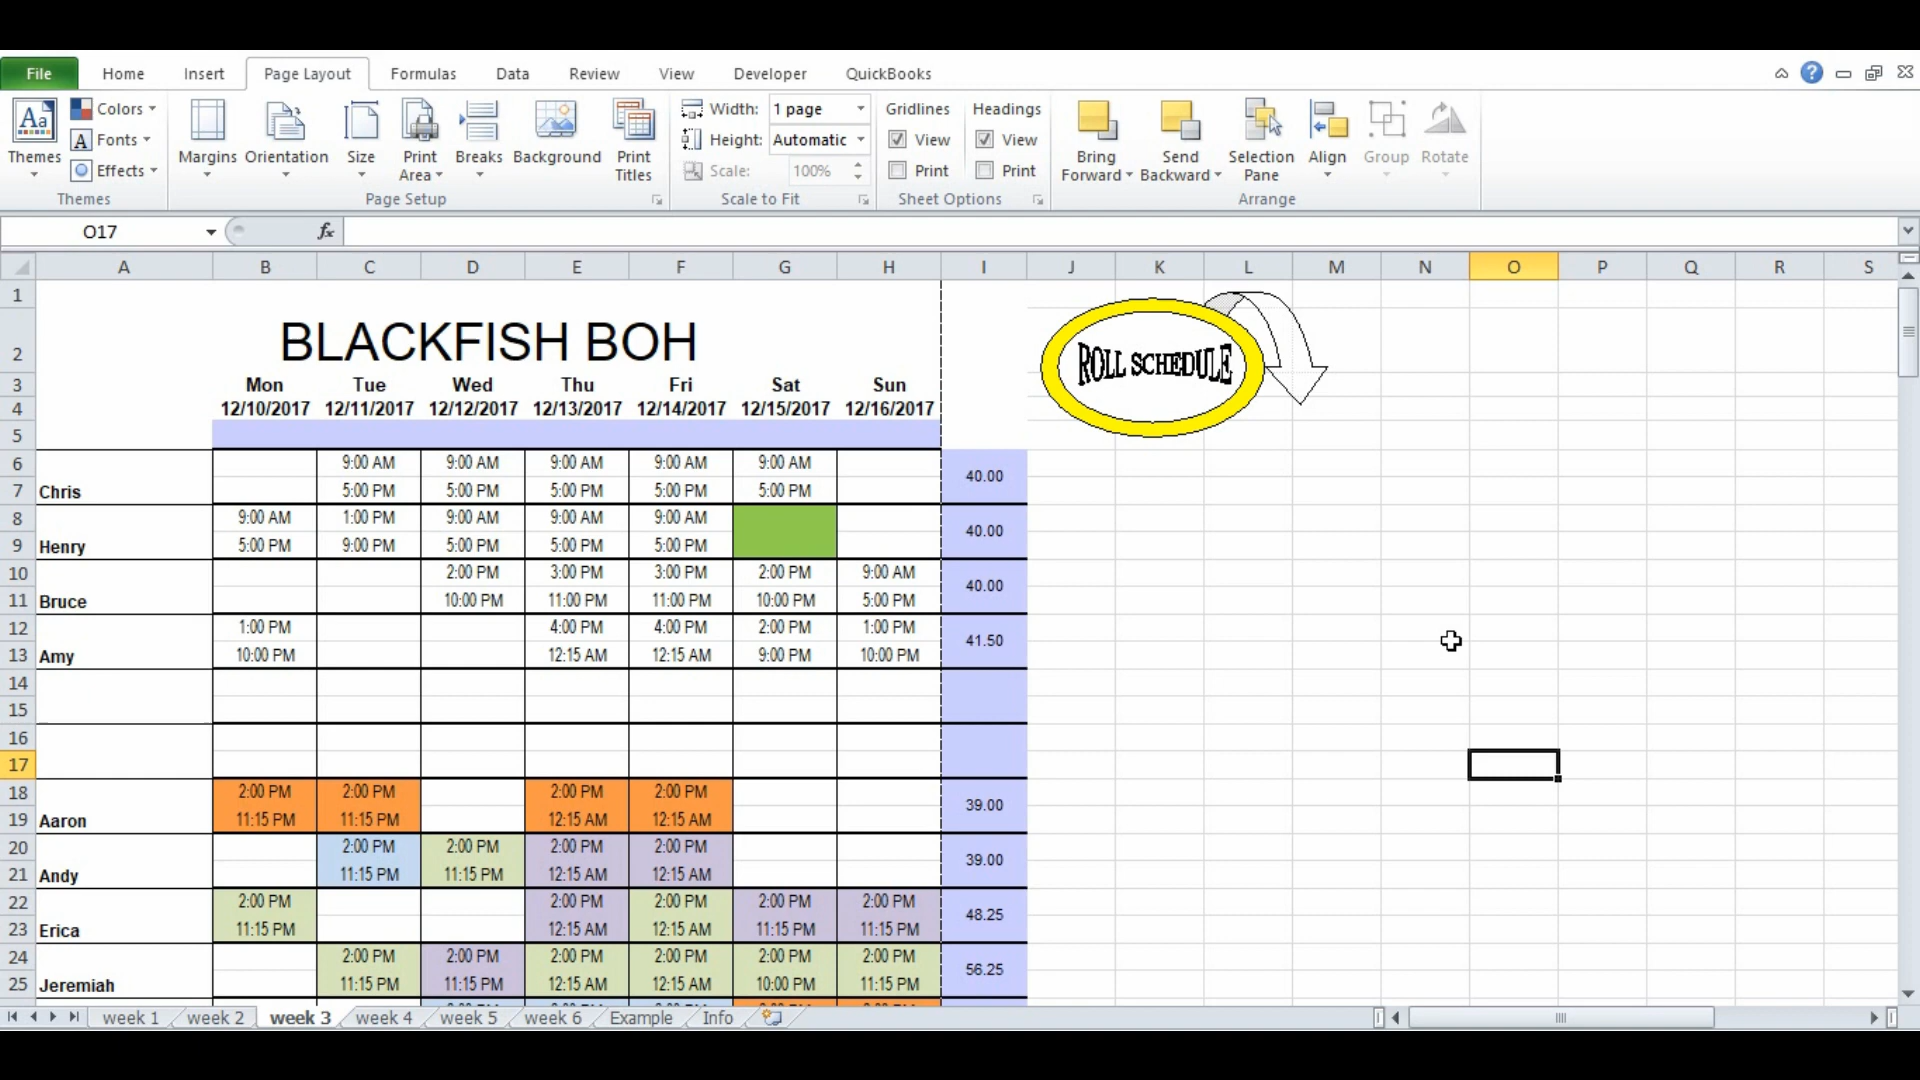 File Home Insert Page Layout Formulas Data Review View Developer QuickBooks
Themes Colors Fonts Effects Margins Orientation Size Print Area Breaks Background Print Titles Width: 1 page Height: Automatic Scale: 100% Gridlines View Print Headings View Print Bring Forward Send Backward Selection Pane Align Group Rotate
Themes Page Setup Scale to Fit Sheet Options Arrange
O17 fx
A B C D E F G H I J K L M N O P Q R S
1
2 BLACKFISH BOH ROLL SCHEDULE
3 Mon Tue Wed Thu Fri Sat Sun
4 12/10/2017 12/11/2017 12/12/2017 12/13/2017 12/14/2017 12/15/2017 12/16/2017
5
6 9:00 AM 9:00 AM 9:00 AM 9:00 AM 9:00 AM 40.00
7 Chris 5:00 PM 5:00 PM 5:00 PM 5:00 PM 5:00 PM
8 9:00 AM 1:00 PM 9:00 AM 9:00 AM 9:00 AM 40.00
9 Henry 5:00 PM 9:00 PM 5:00 PM 5:00 PM 5:00 PM
10 2:00 PM 3:00 PM 3:00 PM 2:00 PM 9:00 AM 40.00
11 Bruce 10:00 PM 11:00 PM 11:00 PM 10:00 PM 5:00 PM
12 1:00 PM 4:00 PM 4:00 PM 2:00 PM 1:00 PM 41.50
13 Amy 10:00 PM 12:15 AM 12:15 AM 9:00 PM 10:00 PM
14
15
16
17
18 2:00 PM 2:00 PM 2:00 PM 2:00 PM 39.00
19 Aaron 11:15 PM 11:15 PM 12:15 AM 12:15 AM
20 2:00 PM 2:00 PM 2:00 PM 2:00 PM 39.00
21 Andy 11:15 PM 11:15 PM 12:15 AM 12:15 AM
22 2:00 PM 2:00 PM 2:00 PM 2:00 PM 2:00 PM 48.25
23 Erica 11:15 PM 12:15 AM 12:15 AM 11:15 PM 11:15 PM
24 2:00 PM 2:00 PM 2:00 PM 2:00 PM 2:00 PM 2:00 PM 56.25
25 Jeremiah 11:15 PM 11:15 PM 12:15 AM 12:15 AM 10:00 PM 11:15 PM
week 1 week 2 week 3 week 4 week 5 week 6 Example Info